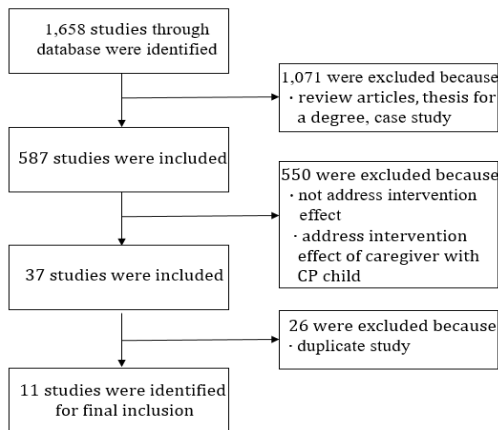 1,658 studies through
database were identified
1,071 were excluded because
· review articles, thesis for
a degree, case study
587 studies were included
550 were excluded because
· not address intervention
effect
· address intervention
effect of caregiver with
CP child
37 studies were included
26 were excluded because
· duplicate study
11 studies were identified
for final inclusion